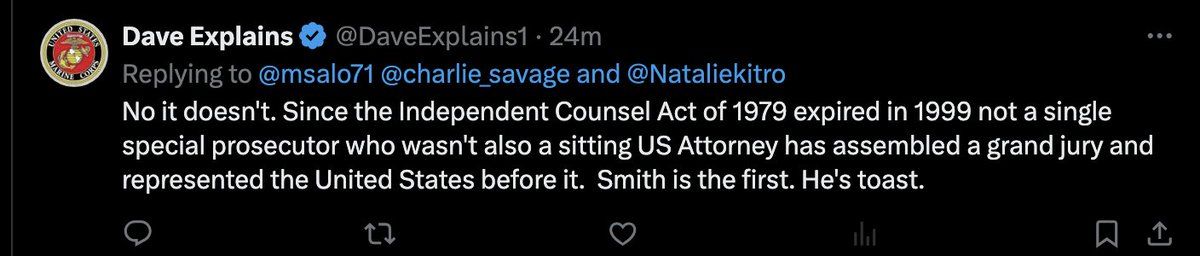 Dave Explains @DaveExplains1 · 24m
Replying to @msalo71 @charlie_savage and @Nataliekitro
No it doesn't. Since the Independent Counsel Act of 1979 expired in 1999 not a single
special prosecutor who wasn't also a sitting US Attorney has assembled a grand jury and
represented the United States before it.  Smith is the first. He's toast.
UNITED STATES
MARINE CORPS